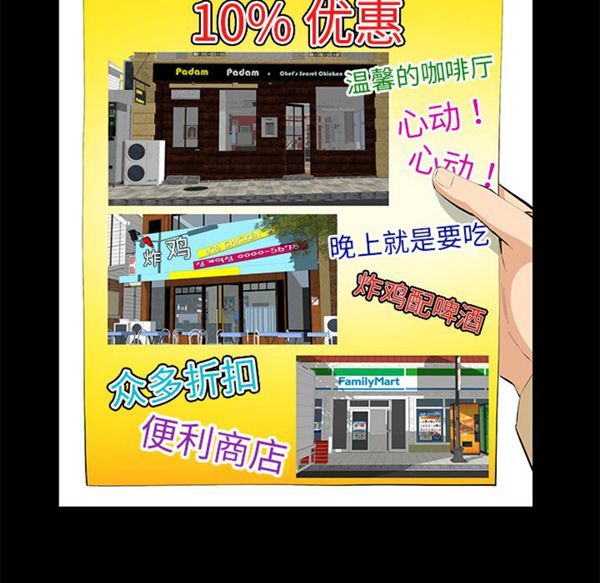 10% 优惠
Padam Padam • Chef's Secret Chicken
温馨的咖啡厅
心动！
心动！
炸鸡
晚上就是要吃
炸鸡配啤酒
众多折扣
FamilyMart
便利商店